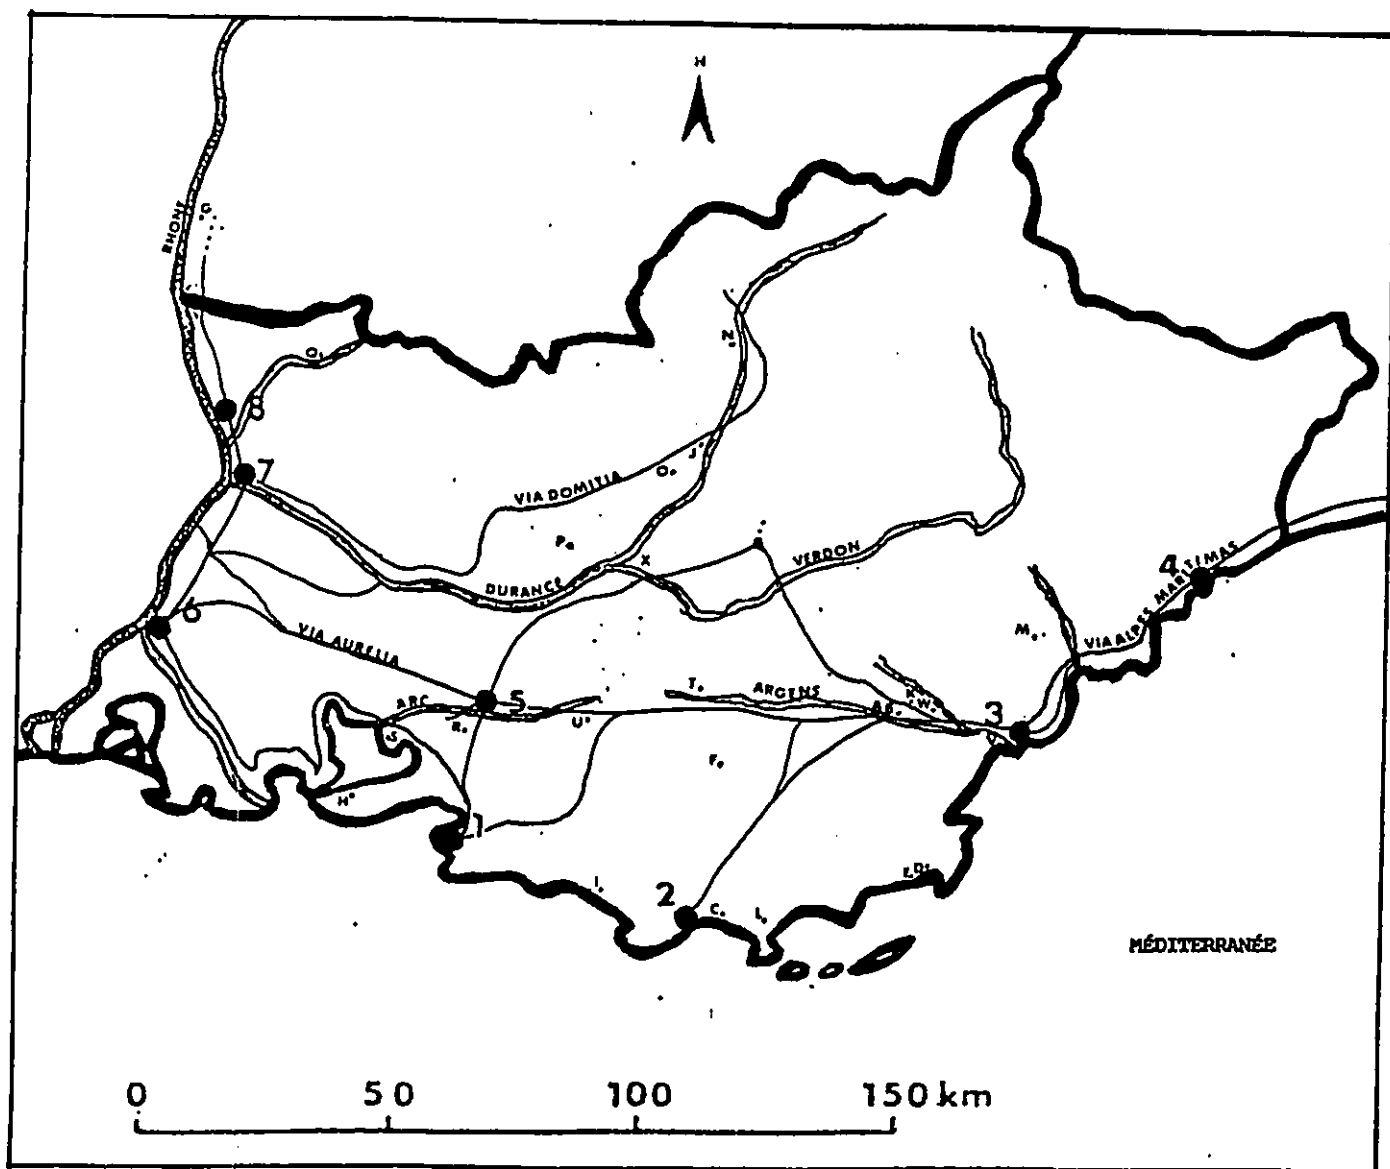 N
RHONE
G.
O.
8
7
N.
J.
O.
VIA DOMITIA
P.
X
VERDON
DURANCE
4
VIA ALPES MARITIMAS
M.
6
VIA AURELIA
ARC
5
R.
U.
T.
ARGENS
K.
W.
3
S.
F.
H.
1
E.
D.
I.
2
C.
L.
MÉDITERRANÉE
0 50 100 150 km